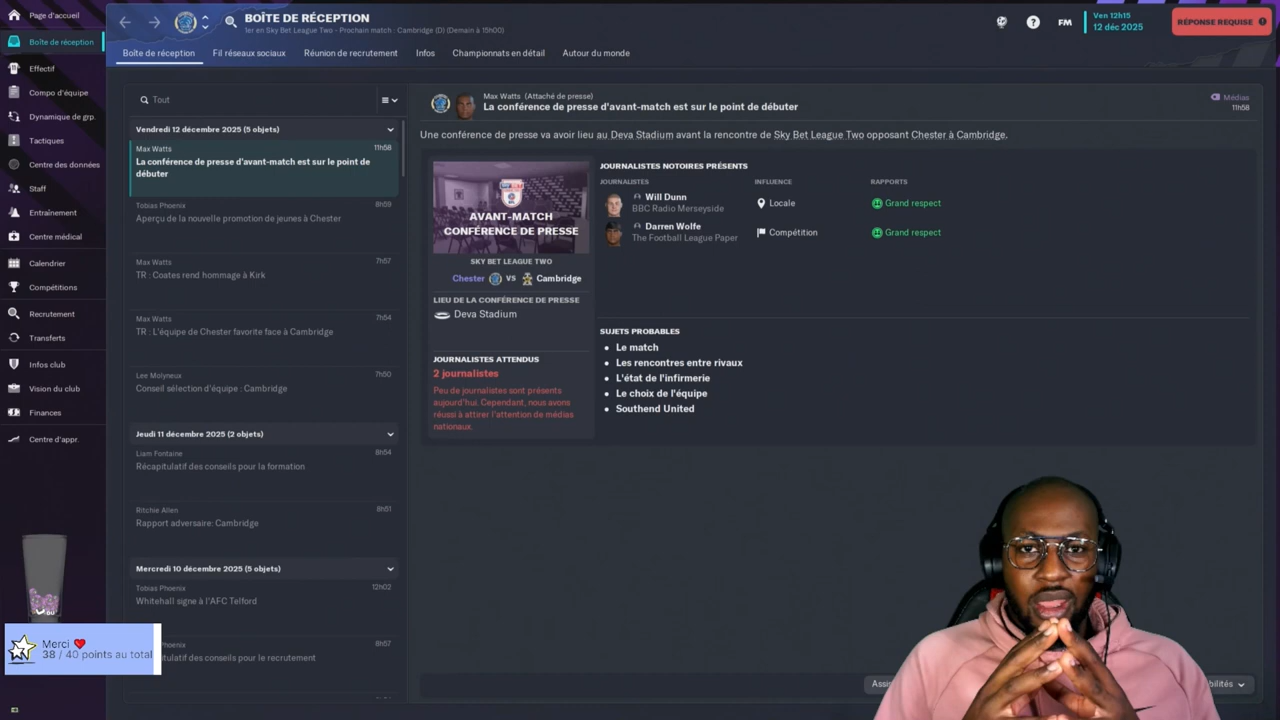 Page d'accueil
Boîte de réception
Effectif
Compo d'équipe
Dynamique de grp.
Tactiques
Centre des données
Staff
Entraînement
Centre médical
Calendrier
Compétitions
Recrutement
Transferts
Infos club
Vision du club
Finances
Centre d'appr.
Merci
38 / 40 points au total
BOÎTE DE RÉCEPTION
1er en Sky Bet League Two - Prochain match : Cambridge (D) (Demain à 15h00)
FM
Ven 12h15
12 déc 2025
RÉPONSE REQUISE
Boîte de réception
Fil réseaux sociaux
Réunion de recrutement
Infos
Championnats en détail
Autour du monde
Tout
Vendredi 12 décembre 2025 (5 objets)
Max Watts 11h58
La conférence de presse d'avant-match est sur le point de
débuter
Tobias Phoenix 8h59
Aperçu de la nouvelle promotion de jeunes à Chester
Max Watts 7h57
TR : Coates rend hommage à Kirk
Max Watts 7h54
TR : L'équipe de Chester favorite face à Cambridge
Lee Molyneux 7h50
Conseil sélection d'équipe : Cambridge
Jeudi 11 décembre 2025 (2 objets)
Liam Fontaine 8h54
Récapitulatif des conseils pour la formation
Ritchie Allen 8h51
Rapport adversaire: Cambridge
Mercredi 10 décembre 2025 (5 objets)
Tobias Phoenix 12h02
Whitehall signe à l'AFC Telford
Phoenix 8h57
itulatif des conseils pour le recrutement
Max Watts (Attaché de presse)
La conférence de presse d'avant-match est sur le point de débuter
Médias
11h58
Une conférence de presse va avoir lieu au Deva Stadium avant la rencontre de Sky Bet League Two opposant Chester à Cambridge.
SKY BET
AVANT-MATCH
CONFÉRENCE DE PRESSE
SKY BET LEAGUE TWO
Chester VS Cambridge
LIEU DE LA CONFÉRENCE DE PRESSE
Deva Stadium
JOURNALISTES ATTENDUS
2 journalistes
Peu de journalistes sont présents
aujourd'hui. Cependant, nous avons
réussi à attirer l'attention de médias
nationaux.
JOURNALISTES NOTOIRES PRÉSENTS
JOURNALISTES INFLUENCE RAPPORTS
Will Dunn
BBC Radio Merseyside
Locale
Grand respect
Darren Wolfe
The Football League Paper
Compétition
Grand respect
SUJETS PROBABLES
• Le match
• Les rencontres entre rivaux
• L'état de l'infirmerie
• Le choix de l'équipe
• Southend United
Assis
bilités